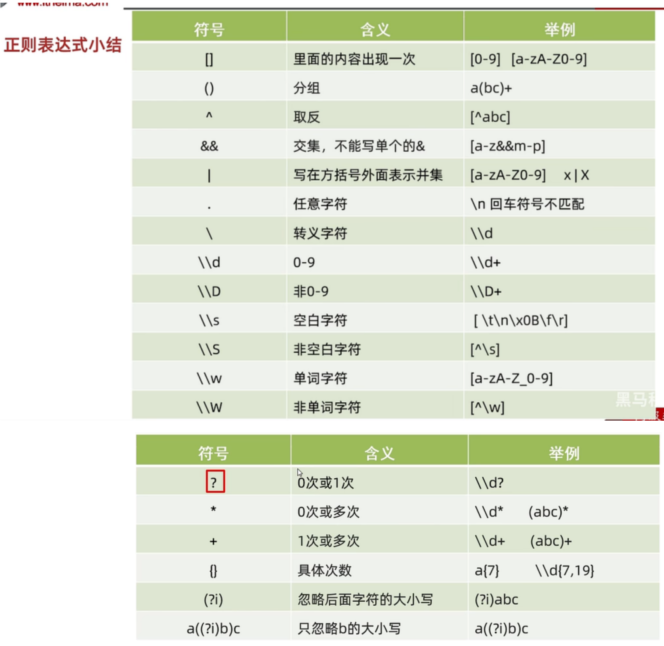 www.itheima.com
正则表达式小结
符号 含义 举例
[] 里面的内容出现一次 [0-9] [a-zA-Z0-9]
() 分组 a(bc)+
^ 取反 [^abc]
&& 交集，不能写单个的& [a-z&&m-p]
| 写在方括号外面表示并集 [a-zA-Z0-9] x|X
. 任意字符 \n 回车符号不匹配
\ 转义字符 \\d
\\d 0-9 \\d+
\\D 非0-9 \\D+
\\s 空白字符 [ \t\n\x0B\f\r]
\\S 非空白字符 [^\s]
\\w 单词字符 [a-zA-Z_0-9]
\\W 非单词字符 [^\w]
黑马
符号 含义 举例
? 0次或1次 \\d?
* 0次或多次 \\d* (abc)*
+ 1次或多次 \\d+ (abc)+
{} 具体次数 a{7} \\d{7,19}
(?i) 忽略后面字符的大小写 (?i)abc
a((?i)b)c 只忽略b的大小写 a((?i)b)c